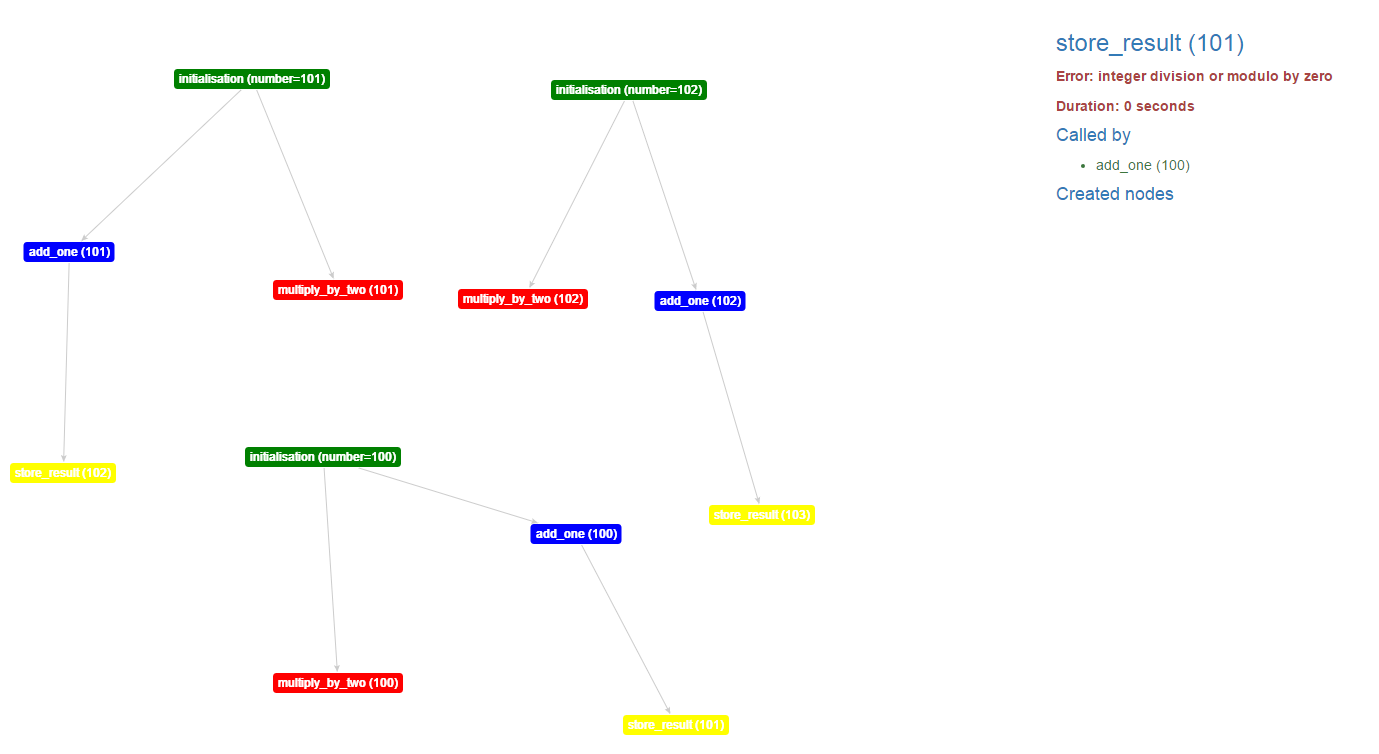 initialisation (number=101)
initialisation (number=102)
add_one (101)
multiply_by_two (101)
multiply_by_two (102)
add_one (102)
store_result (102)
initialisation (number=100)
store_result (103)
add_one (100)
multiply_by_two (100)
store_result (101)
store_result (101)
Error: integer division or modulo by zero
Duration: 0 seconds
Called by
• add_one (100)
Created nodes